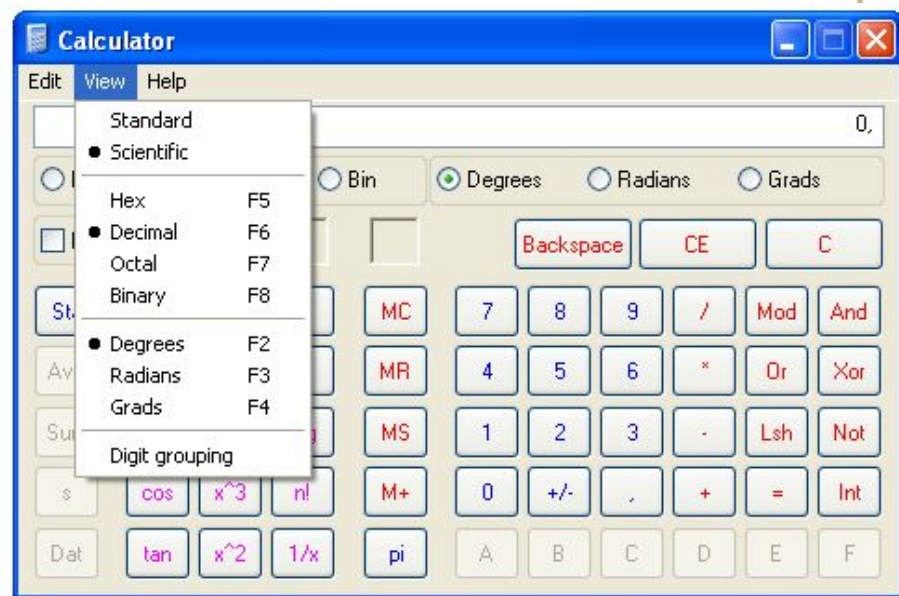 Calculator
Edit View Help
0,
Standard
Scientific
Hex F5
Decimal F6
Octal F7
Binary F8
Degrees F2
Radians F3
Grads F4
Digit grouping
Bin Degrees Radians Grads
Backspace CE C
MC 7 8 9 / Mod And
MR 4 5 6 * Or Xor
MS 1 2 3 - Lsh Not
s cos x^3 n! M+ 0 +/- , + = Int
Dat tan x^2 1/x pi A B C D E F